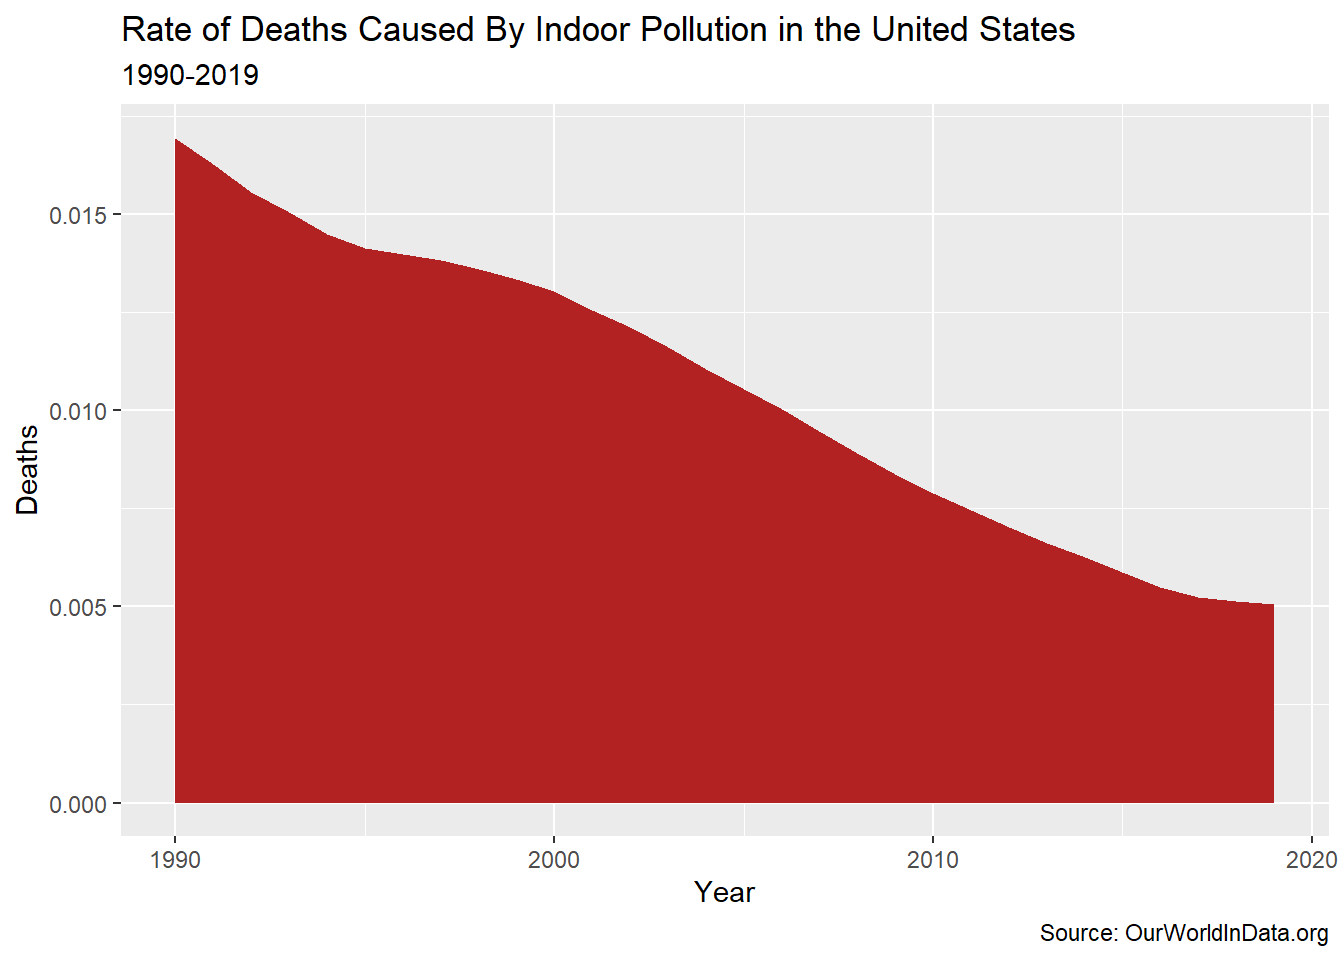 Rate of Deaths Caused By Indoor Pollution in the United States
1990-2019
0.015
0.010
0.005
0.000
Deaths
1990 2000 2010 2020
Year
Source: OurWorldInData.org